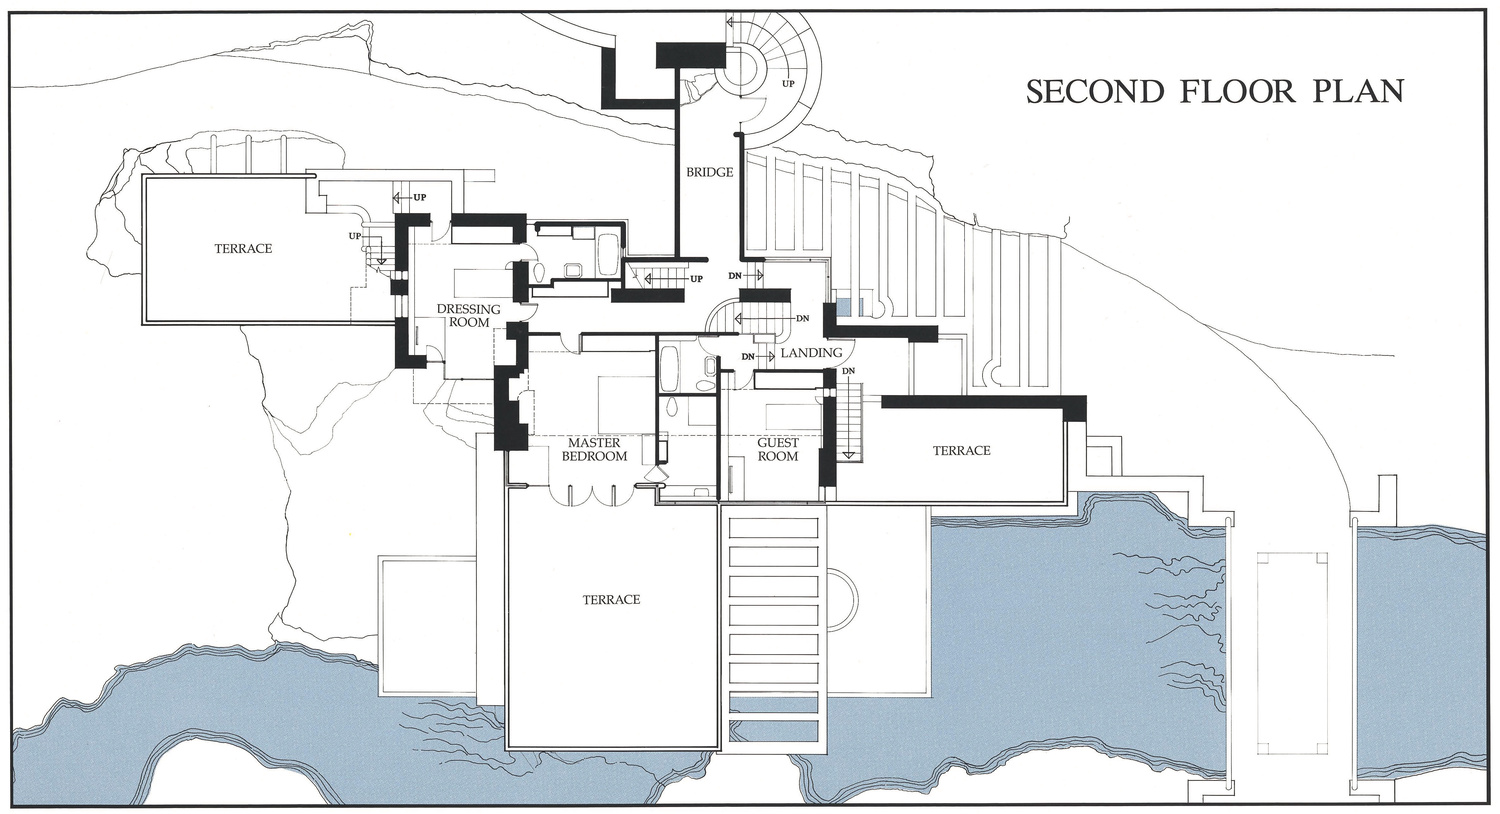 SECOND FLOOR PLAN
UP
BRIDGE
UP
UP
TERRACE
UP
DN
DRESSING
ROOM
DN
DN
LANDING
DN
MASTER
BEDROOM
GUEST
ROOM
TERRACE
TERRACE